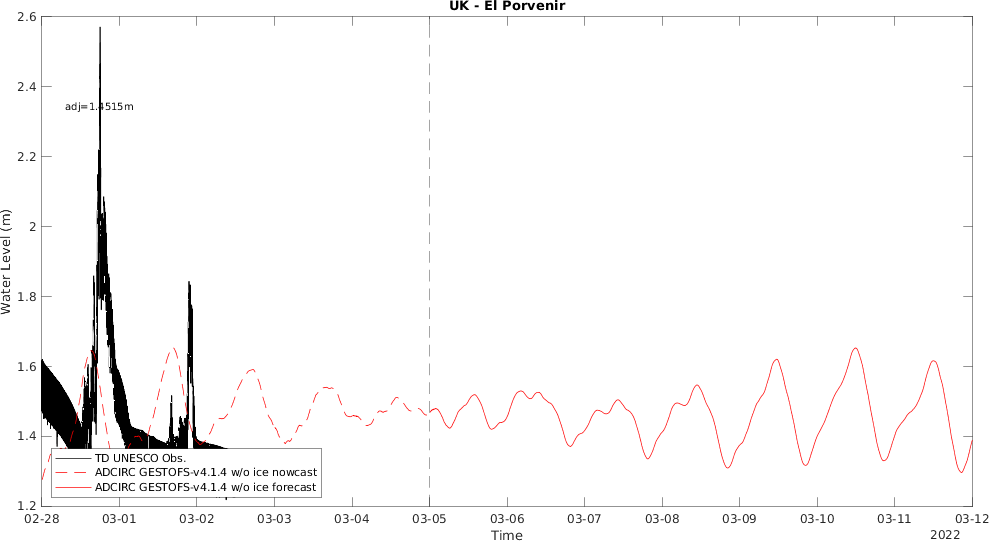 UK - El Porvenir
2.6
2.4
2.2
2
1.8
1.6
1.4
1.2
Water Level (m)
adj=1.4515m
TD UNESCO Obs.
ADCIRC GESTOFS-v4.1.4 w/o ice nowcast
ADCIRC GESTOFS-v4.1.4 w/o ice forecast
02-28 03-01 03-02 03-03 03-04 03-05 03-06 03-07 03-08 03-09 03-10 03-11 03-12
Time
2022